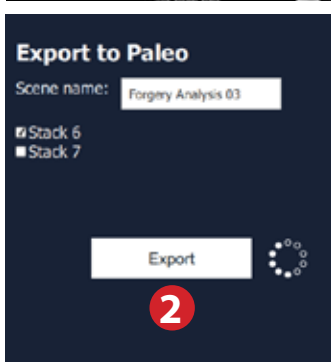 Export to Paleo
Scene name: Forgery Analysis 03
Stack 6
Stack 7
Export
2